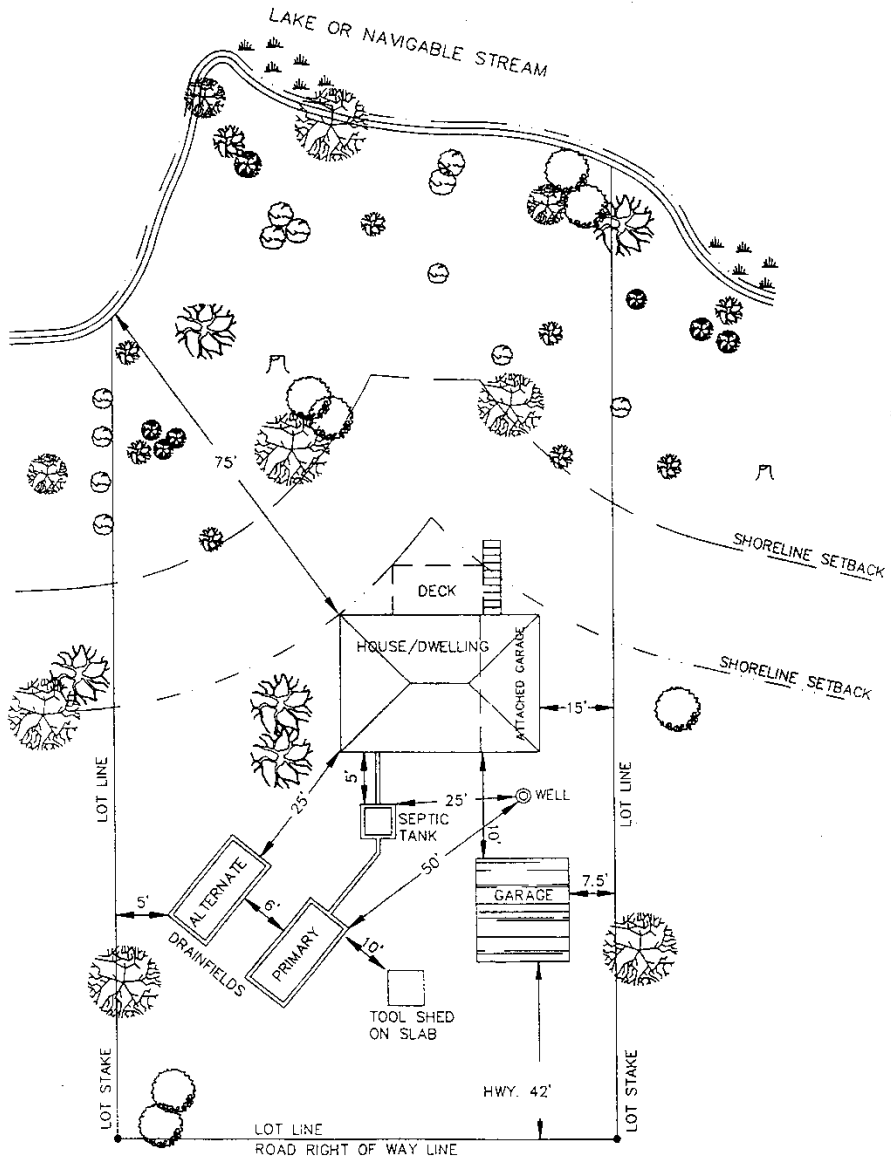 LAKE OR NAVIGABLE STREAM
75'
SHORELINE SETBACK
DECK
HOUSE/DWELLING
ATTACHED GARAGE
SHORELINE SETBACK
15'
LOT LINE
LOT LINE
5'
25'
25'
WELL
SEPTIC
TANK
10'
50'
ALTERNATE
GARAGE
7.5'
5'
6'
PRIMARY
DRAINFIELDS
10'
TOOL SHED
ON SLAB
HWY. 42'
LOT STAKE
LOT STAKE
LOT LINE
ROAD RIGHT OF WAY LINE